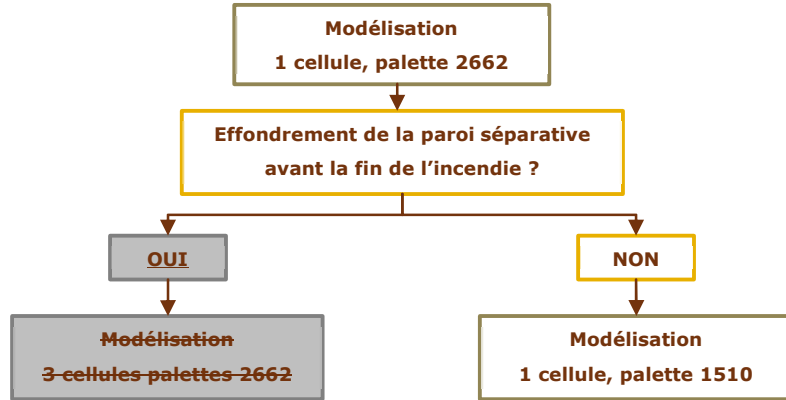 Modélisation
1 cellule, palette 2662
Effondrement de la paroi séparative
avant la fin de l’incendie ?
OUI
NON
Modélisation
3 cellules palettes 2662
Modélisation
1 cellule, palette 1510